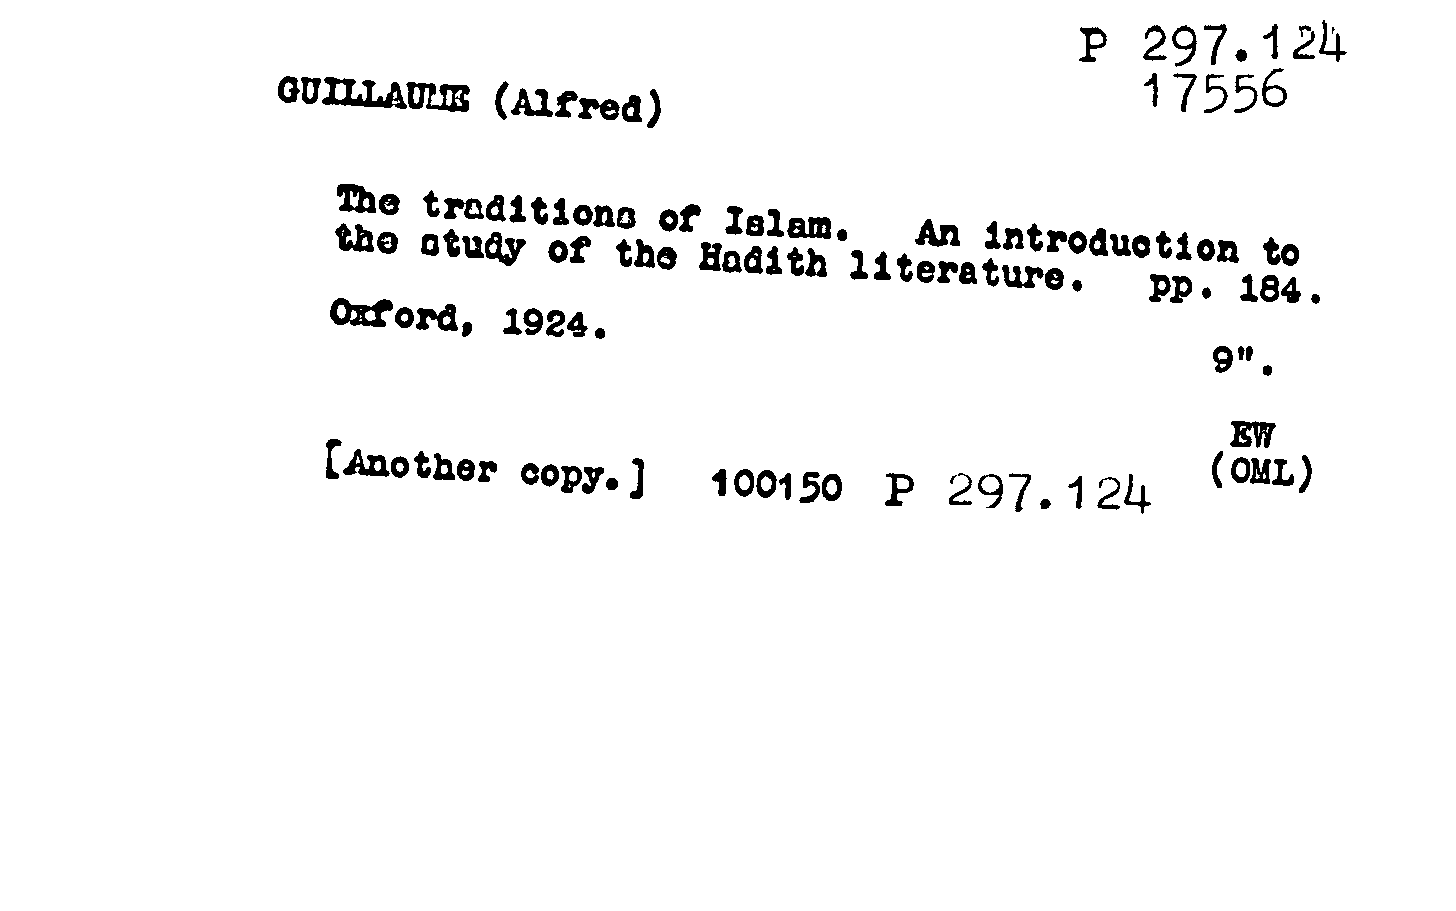 P 297.124
17556
GUILLAUME (Alfred)
The traditions of Islam. An introduction to
the study of the Hadith literature. pp. 184.
Oxford, 1924.
9".
EW
(OML)
[Another copy.] 100150 P 297.124